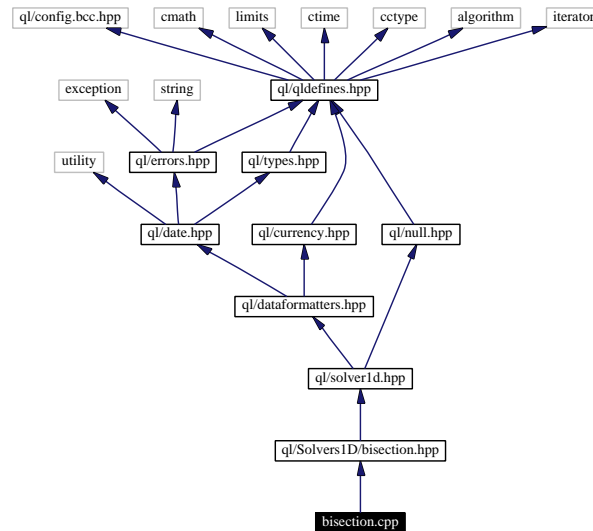 ql/config.bcc.hpp
cmath
limits
ctime
cctype
algorithm
iterator
ql/qldefines.hpp
exception
string
utility
ql/errors.hpp
ql/types.hpp
ql/date.hpp
ql/currency.hpp
ql/null.hpp
ql/dataformatters.hpp
ql/solver1d.hpp
ql/Solvers1D/bisection.hpp
bisection.cpp